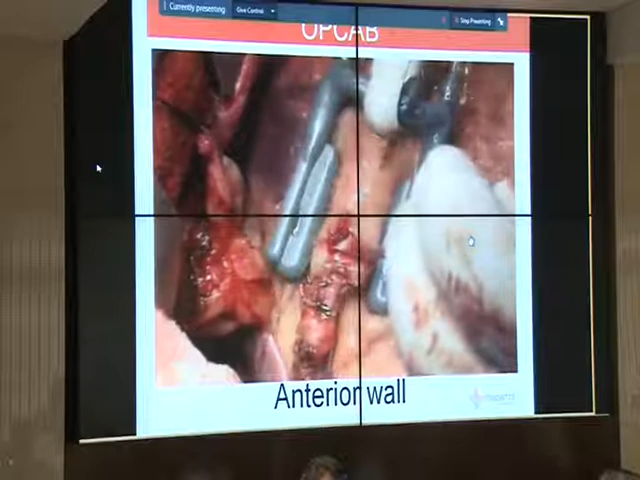 Currently presenting Give Control Stop Presenting
OPCAB
Anterior wall